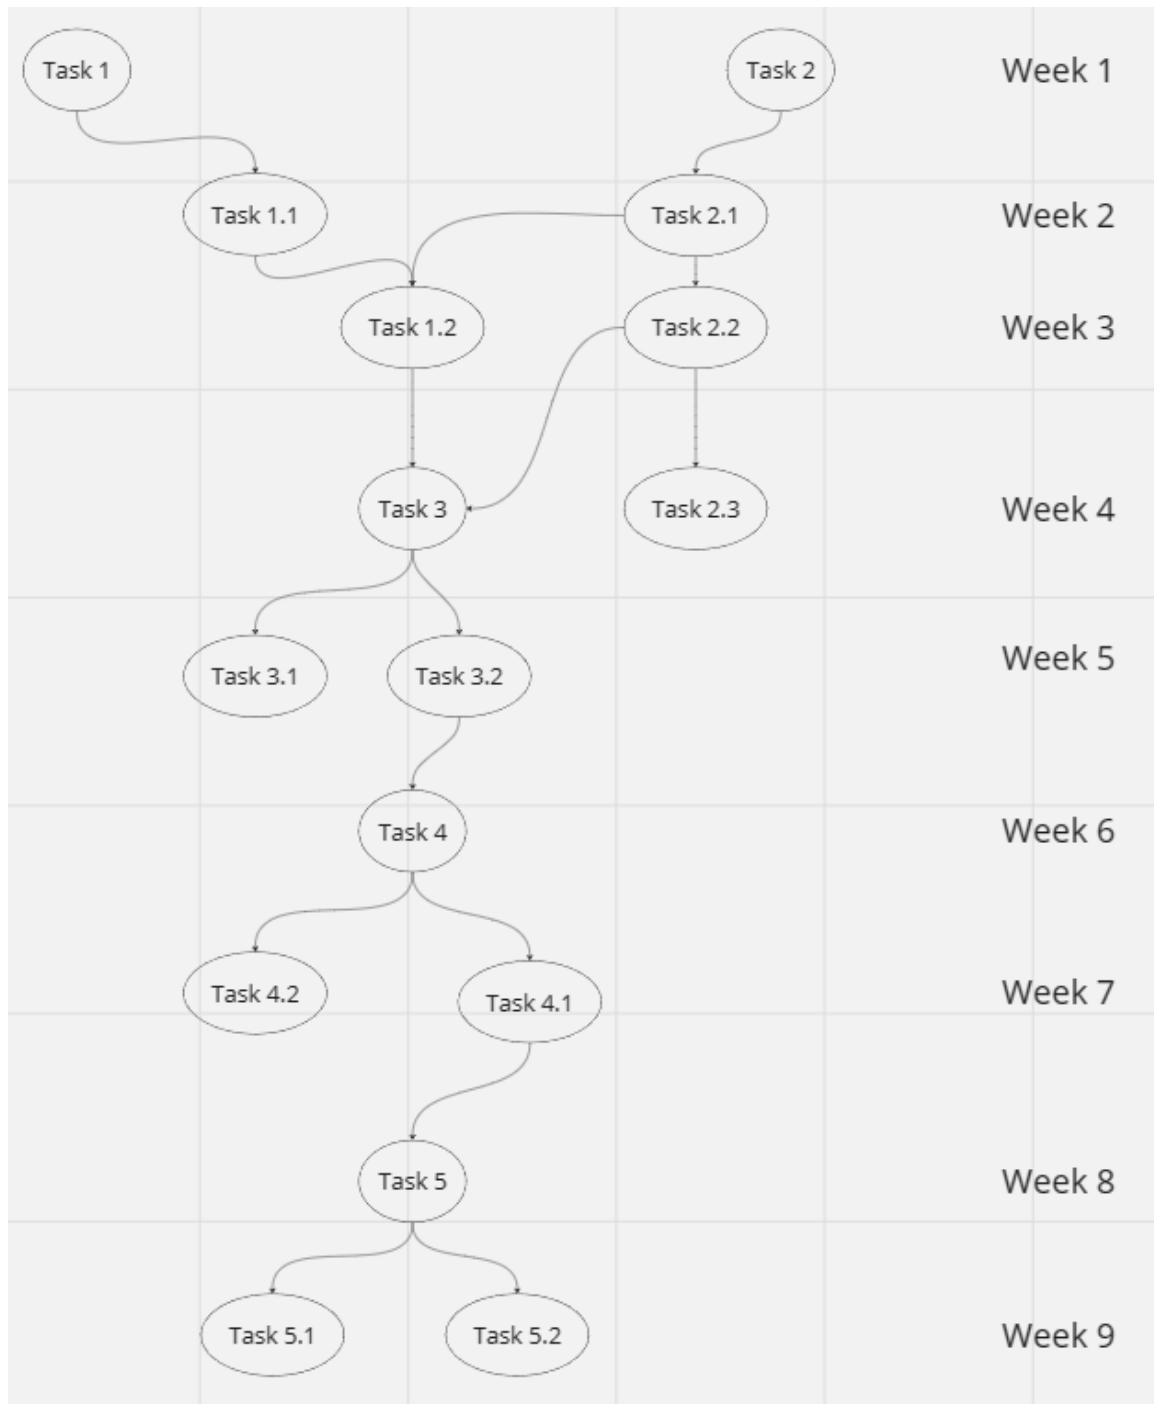 Task 1
Task 2
Week 1
Task 1.1
Task 2.1
Week 2
Task 1.2
Task 2.2
Week 3
Task 3
Task 2.3
Week 4
Task 3.1
Task 3.2
Week 5
Task 4
Week 6
Task 4.2
Task 4.1
Week 7
Task 5
Week 8
Task 5.1
Task 5.2
Week 9